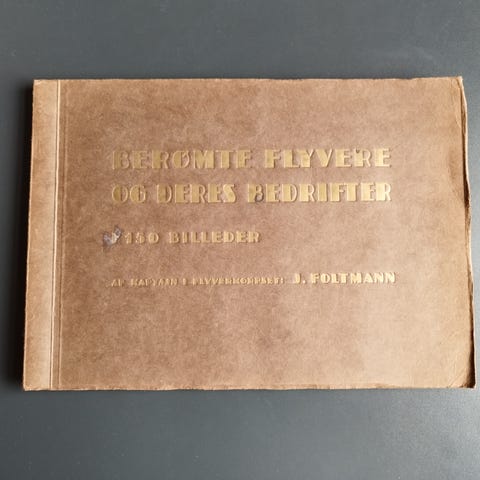 BERØMTE FLYVERE
OG DERES BEDRIFTER
150 BILLEDER
AF KAPTAJN I FLYVERKORPSET: J. FOLTMANN